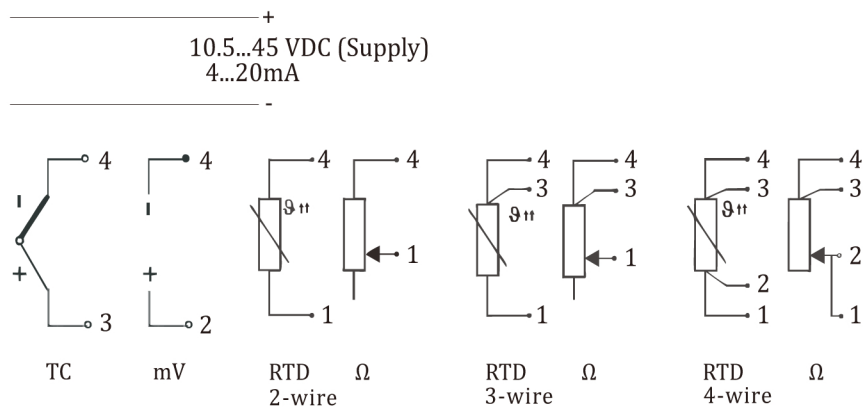 +
10.5...45 VDC (Supply)
4...20mA
-
4 4 4 4 4 4 4 4
3 3 3 3
ı ı ϑ ↑↑ ϑ ↑↑ ϑ ↑↑
1 1 2
+ +
2
3 2 1 1 1 1
TC mV RTD Ω RTD Ω RTD Ω
2-wire 3-wire 4-wire